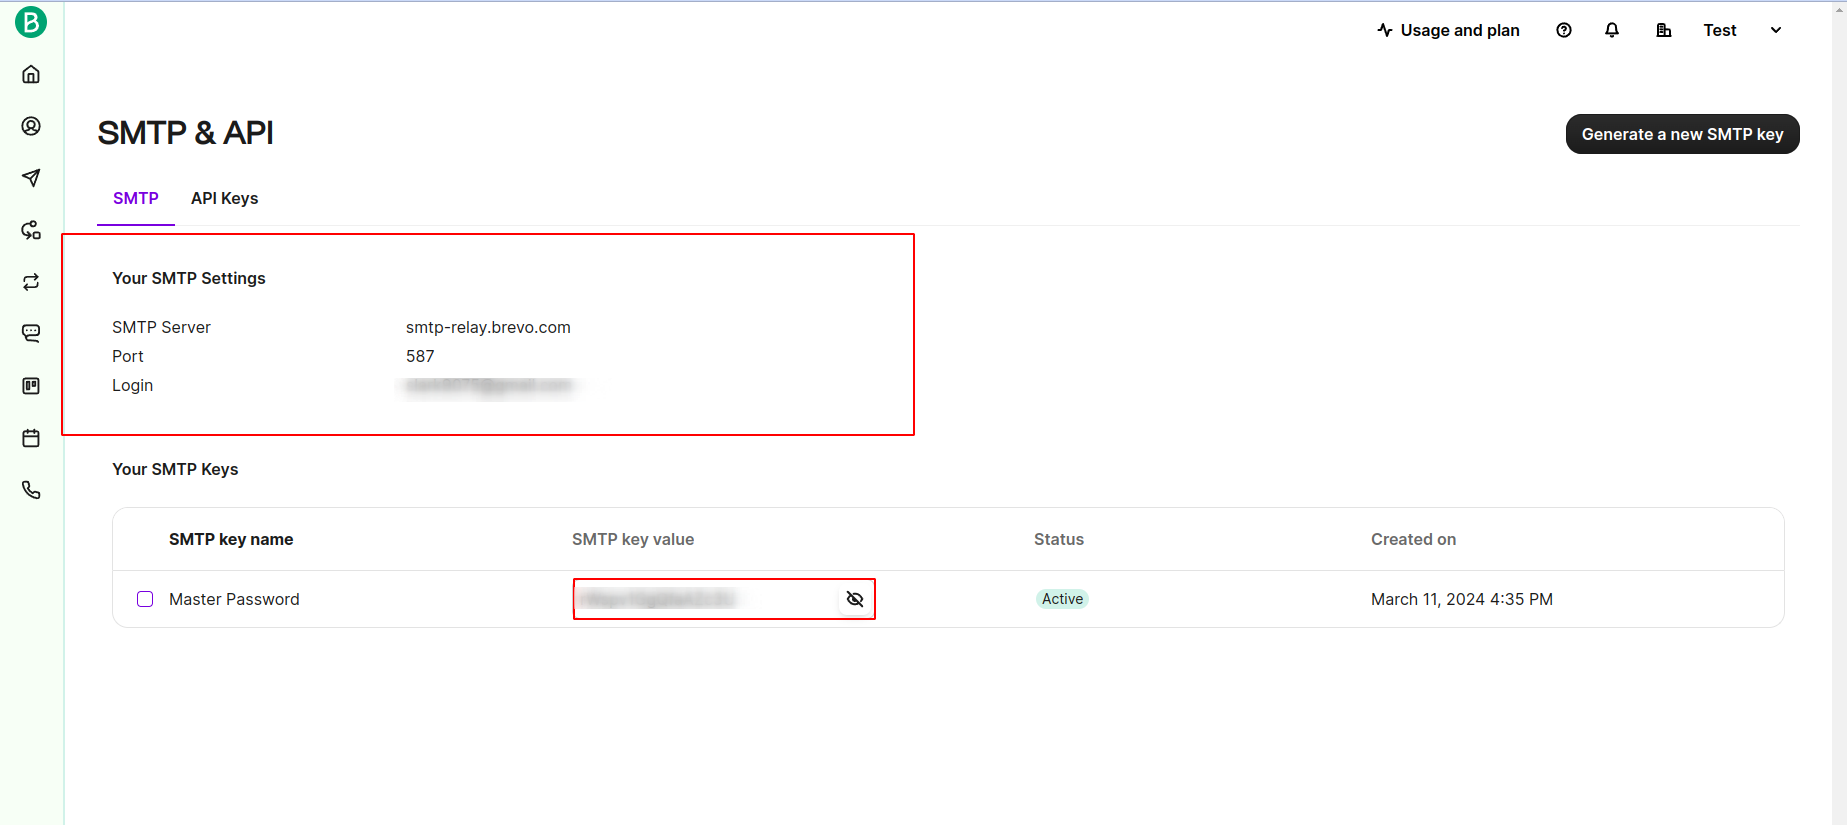 B
Usage and plan
Test
SMTP & API
Generate a new SMTP key
SMTP
API Keys
Your SMTP Settings
SMTP Server
smtp-relay.brevo.com
Port
587
Login
Your SMTP Keys
SMTP key name
SMTP key value
Status
Created on
Master Password
Active
March 11, 2024 4:35 PM